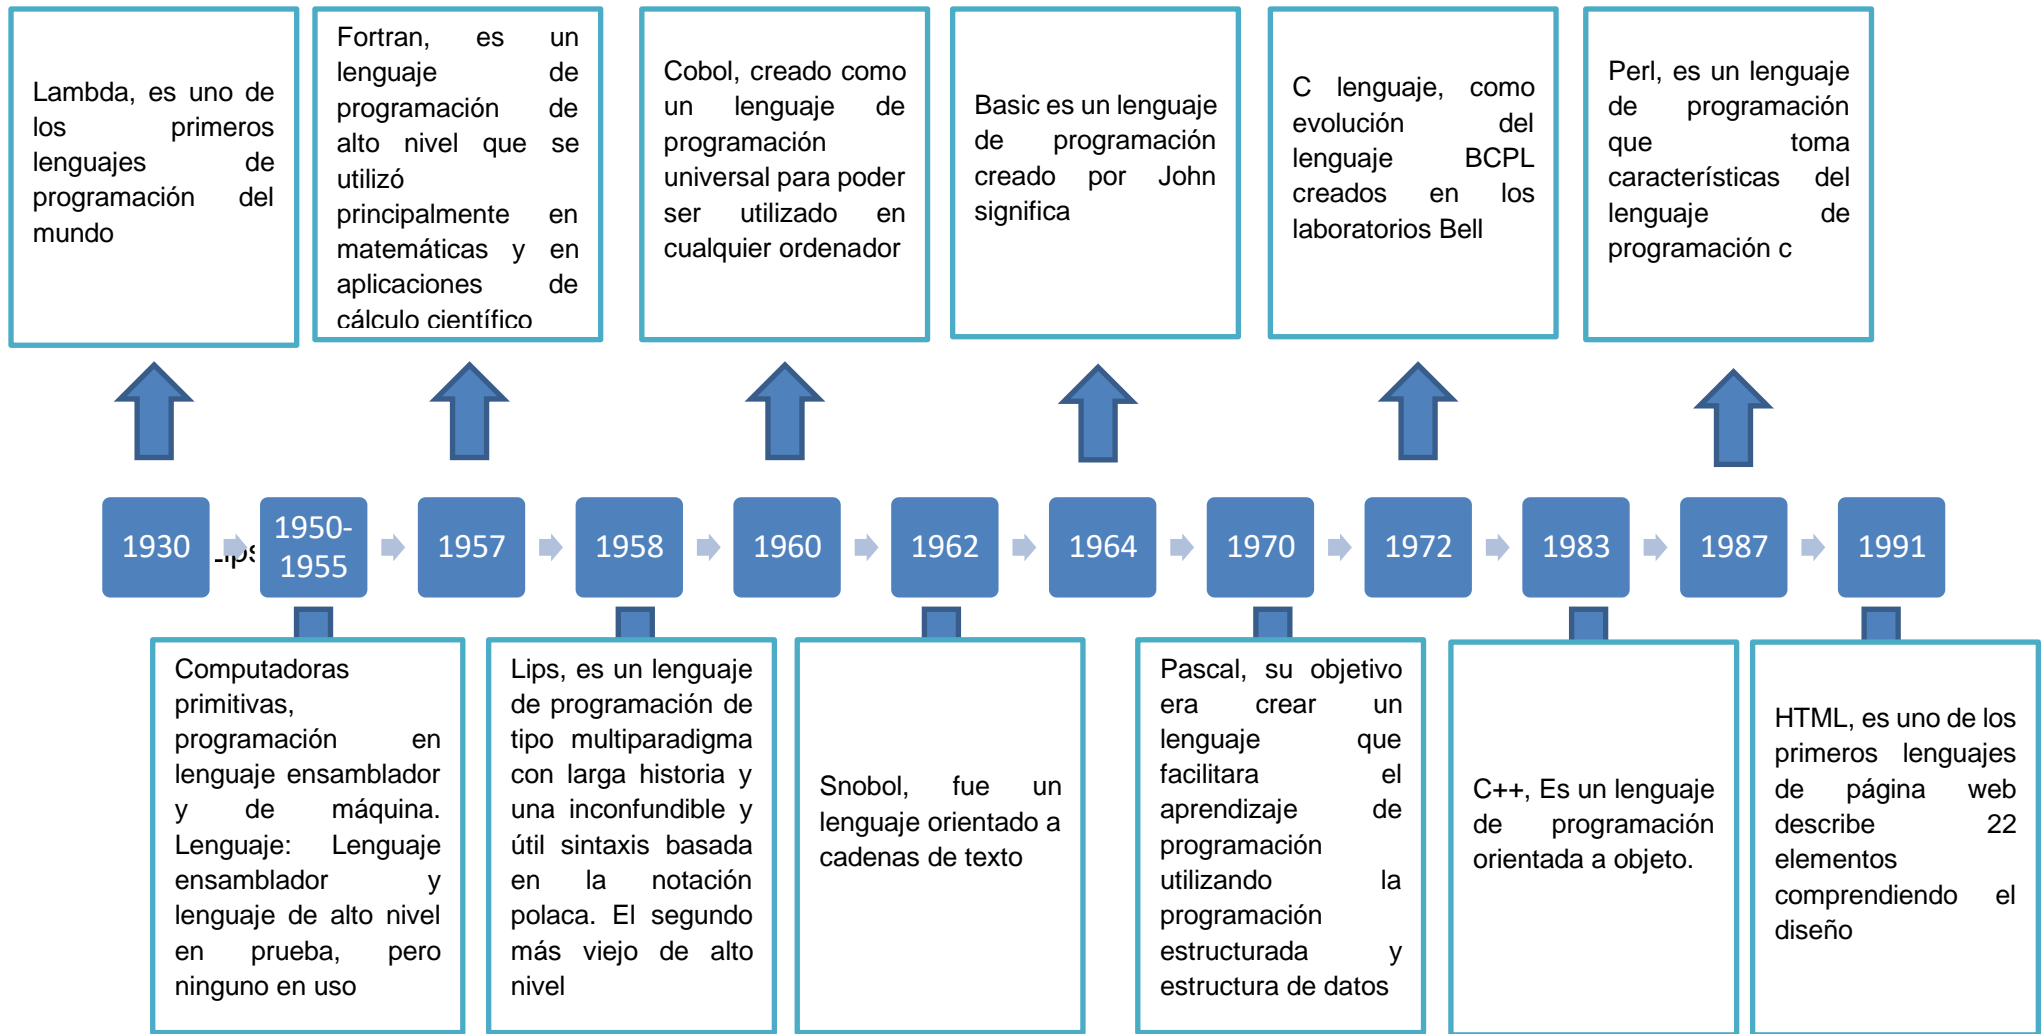 Lambda, es uno de
los primeros
lenguajes de
programación del
mundo
Fortran, es un
lenguaje de
programación de
alto nivel que se
utilizó
principalmente en
matemáticas y en
aplicaciones de
cálculo científico
Cobol, creado como
un lenguaje de
programación
universal para poder
ser utilizado en
cualquier ordenador
Basic es un lenguaje
de programación
creado por John
significa
C lenguaje, como
evolución del
lenguaje BCPL
creados en los
laboratorios Bell
Perl, es un lenguaje
de programación
que toma
características del
lenguaje de
programación c
1930
1950-
1955
1957
1958
1960
1962
1964
1970
1972
1983
1987
1991
Computadoras
primitivas,
programación en
lenguaje ensamblador
y de máquina.
Lenguaje: Lenguaje
ensamblador y
lenguaje de alto nivel
en prueba, pero
ninguno en uso
Lips, es un lenguaje
de programación de
tipo multiparadigma
con larga historia y
una inconfundible y
útil sintaxis basada
en la notación
polaca. El segundo
más viejo de alto
nivel
Snobol, fue un
lenguaje orientado a
cadenas de texto
Pascal, su objetivo
era crear un
lenguaje que
facilitara el
aprendizaje de
programación
utilizando la
programación
estructurada y
estructura de datos
C++, Es un lenguaje
de programación
orientada a objeto.
HTML, es uno de los
primeros lenguajes
de página web
describe 22
elementos
comprendiendo el
diseño